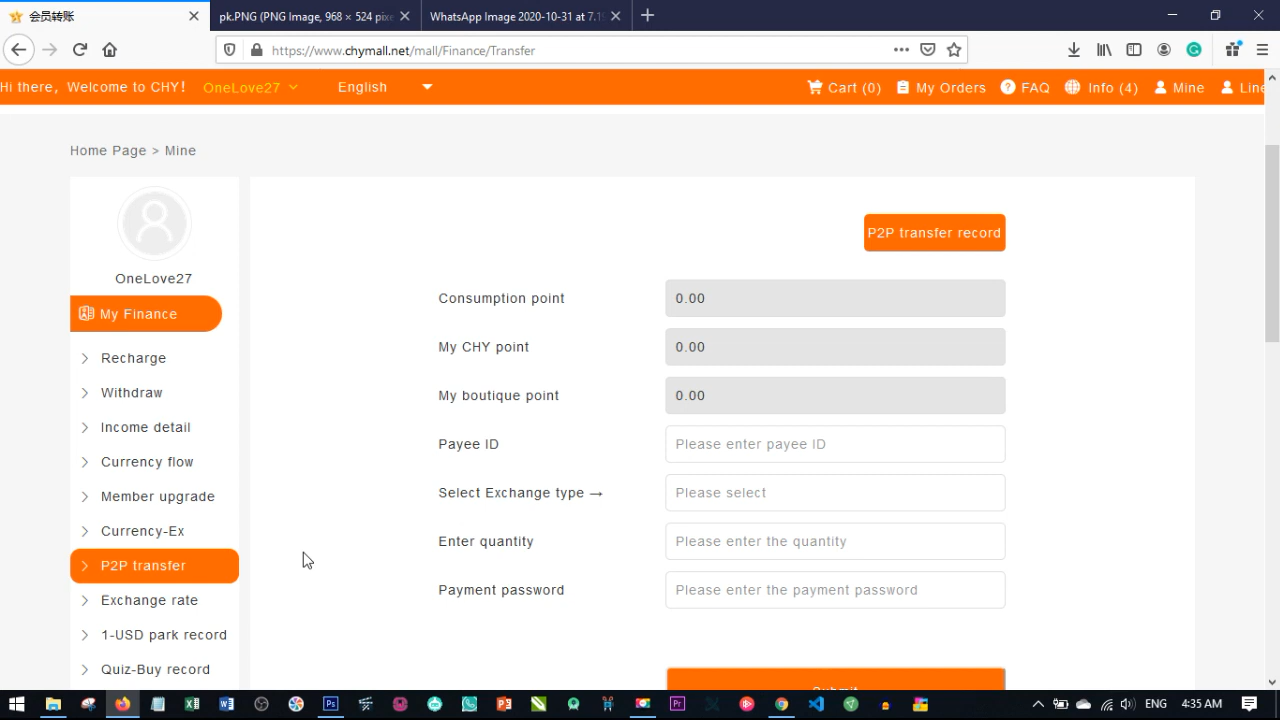 会员转账
pk.PNG (PNG Image, 968 × 524 pixe
WhatsApp Image 2020-10-31 at 7.1
https://www.chymall.net/mall/Finance/Transfer
Hi there, Welcome to CHY!
OneLove27
English
Cart (0)
My Orders
FAQ
Info (4)
Mine
Line
Home Page > Mine
OneLove27
My Finance
Recharge
Withdraw
Income detail
Currency flow
Member upgrade
Currency-Ex
P2P transfer
Exchange rate
1-USD park record
Quiz-Buy record
P2P transfer record
Consumption point
0.00
My CHY point
0.00
My boutique point
0.00
Payee ID
Please enter payee ID
Select Exchange type →
Please select
Enter quantity
Please enter the quantity
Payment password
Please enter the payment password
Submit
ENG
4:35 AM